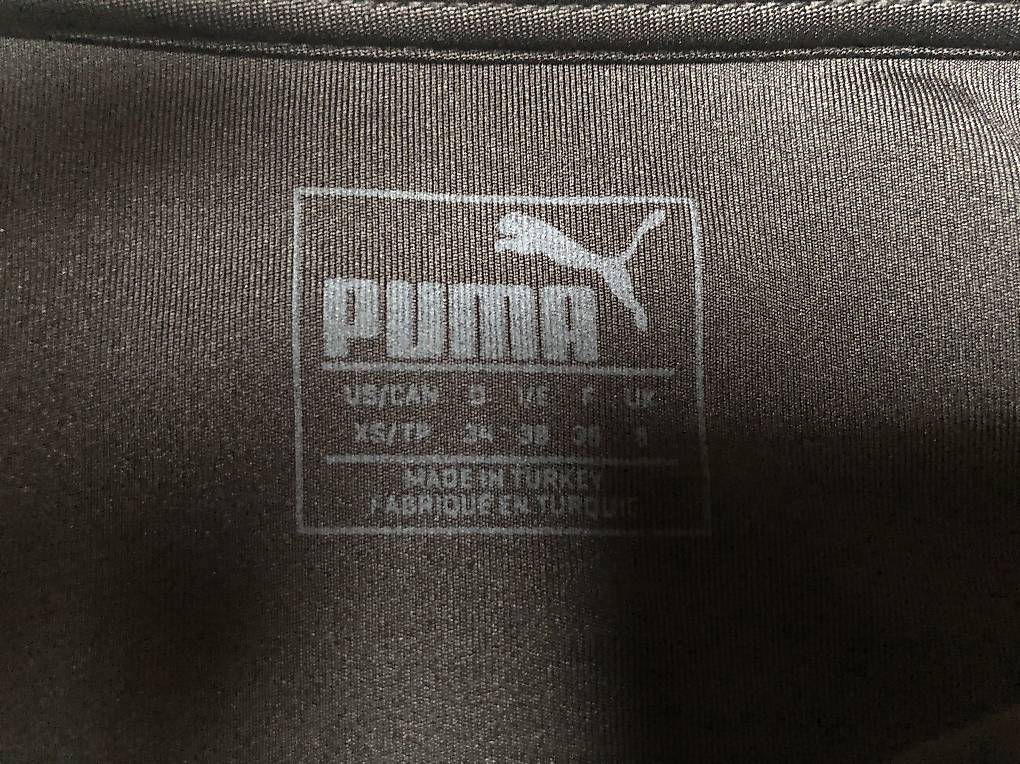 PUMA
US/CAN D I/E F UK
XS/TP 34 38 36 8
MADE IN TURKEY
FABRIQUÉ EN TURQUIE